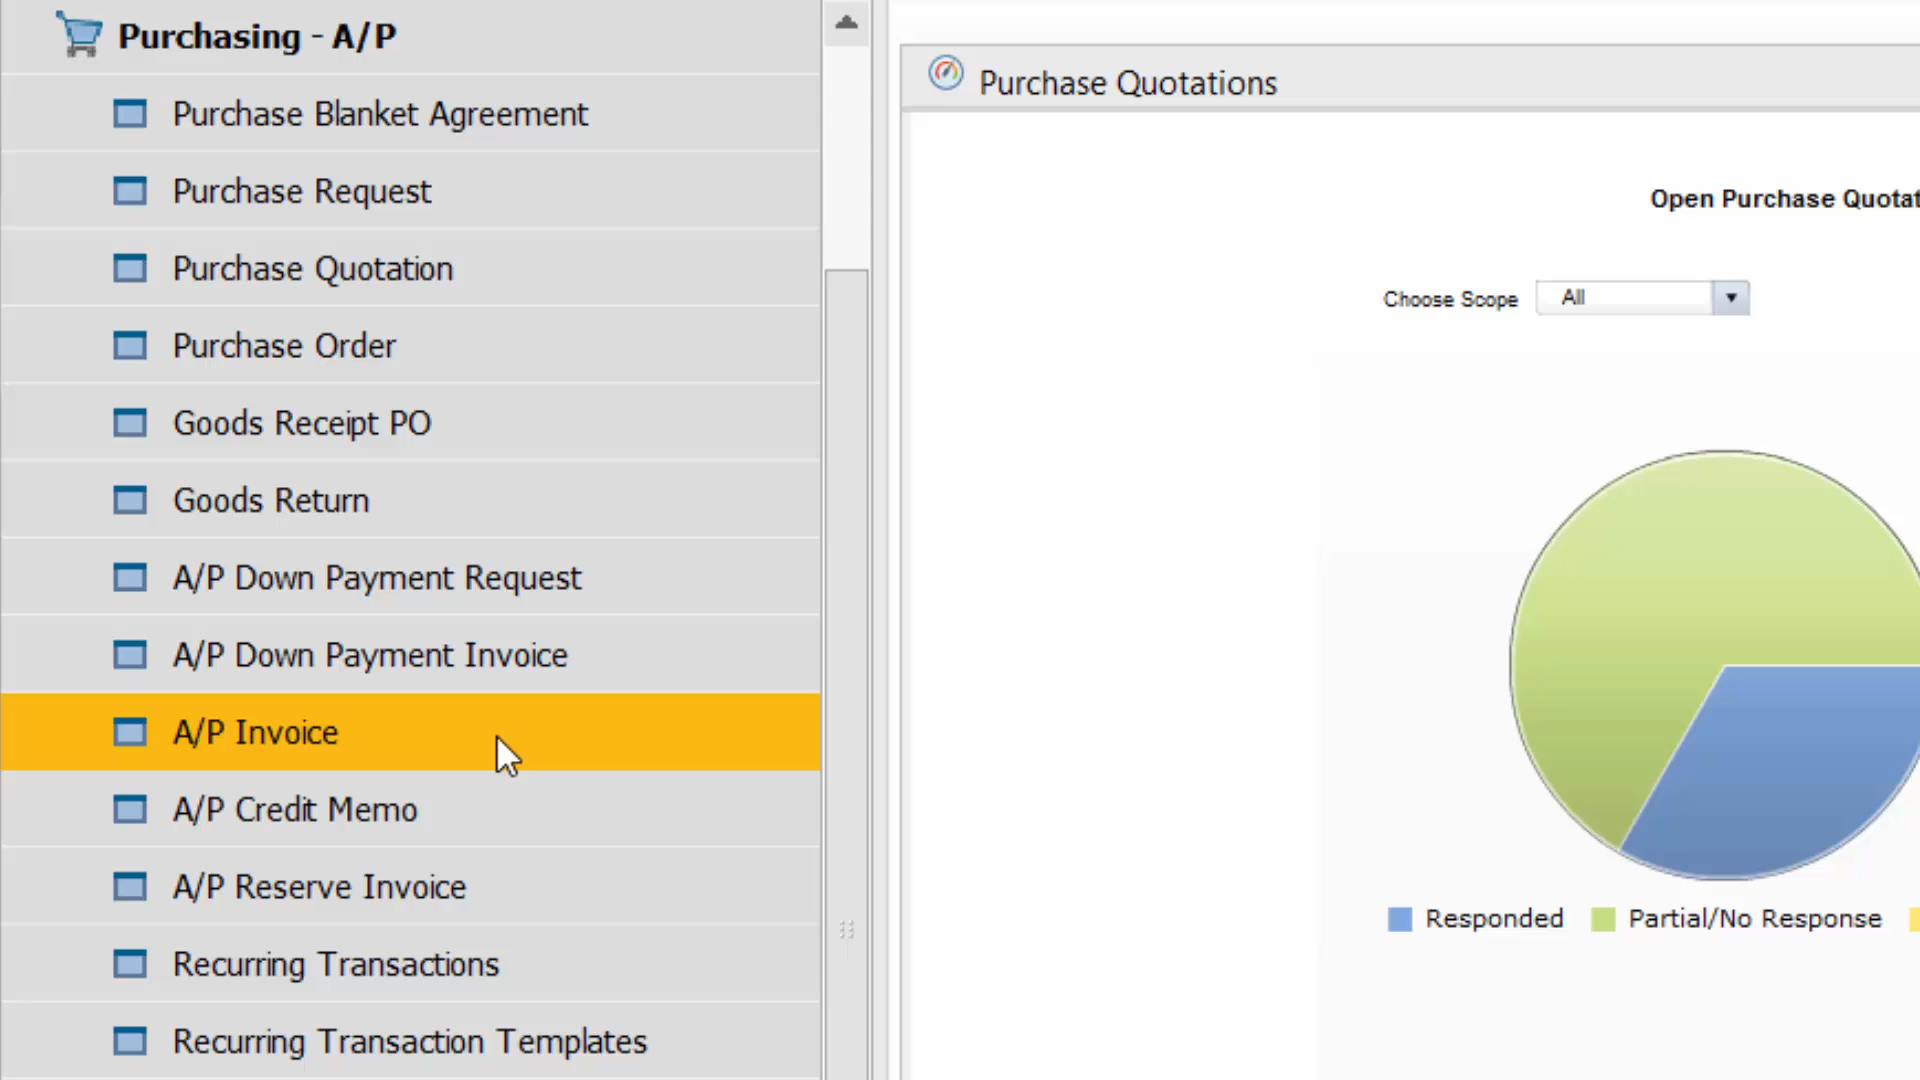 Purchasing - A/P
Purchase Blanket Agreement
Purchase Request
Purchase Quotation
Purchase Order
Goods Receipt PO
Goods Return
A/P Down Payment Request
A/P Down Payment Invoice
A/P Invoice
A/P Credit Memo
A/P Reserve Invoice
Recurring Transactions
Recurring Transaction Templates
Purchase Quotations
Open Purchase Quotat
Choose Scope All
Responded Partial/No Response